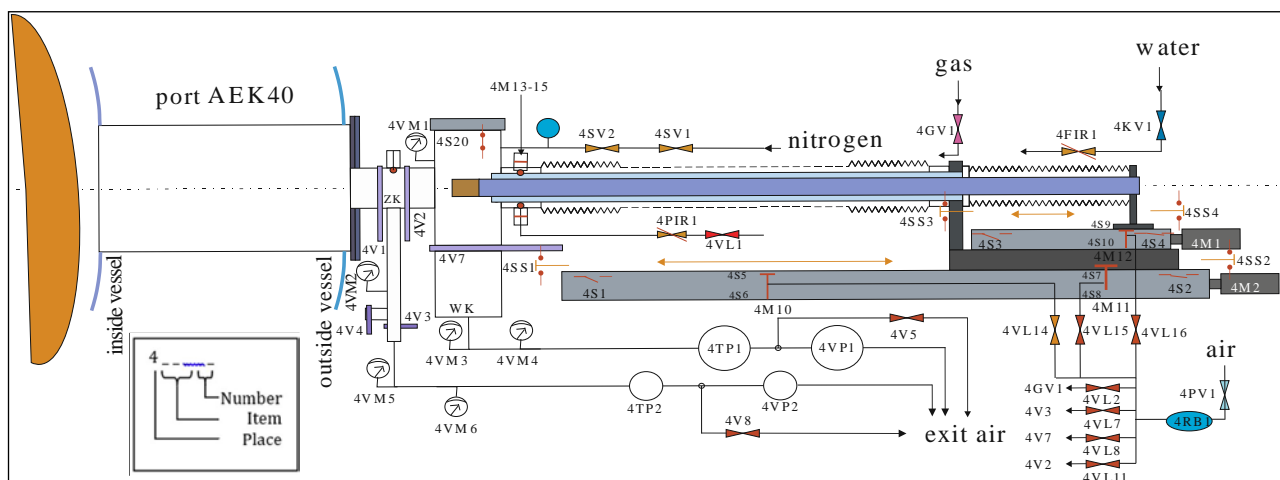 water
gas
port AEK40
4M13-15
4VM1
4S20
4SV2
4SV1
nitrogen
4GV1
4FIR1
4KV1
ZK
4V2
4V1
4PIR1
4VL1
4SS3
4SS4
4S9
4S3
4S10
4S4
4M1
4M12
4V7
4SS1
4SS2
4VM2
4S5
4S7
4M2
4S1
4S6
4S8
4S2
4M10
4M11
inside vessel
outside vessel
4V4
4V3
WK
4VM3
4VM4
4TP1
4VP1
4V5
4VL14
4VL15
4VL16
air
4
Number
Item
Place
4VM5
4VM6
4TP2
4VP2
4V8
exit air
4GV1
4VL2
4PV1
4V3
4VL7
4RB1
4V7
4VL8
4V2
4VL11